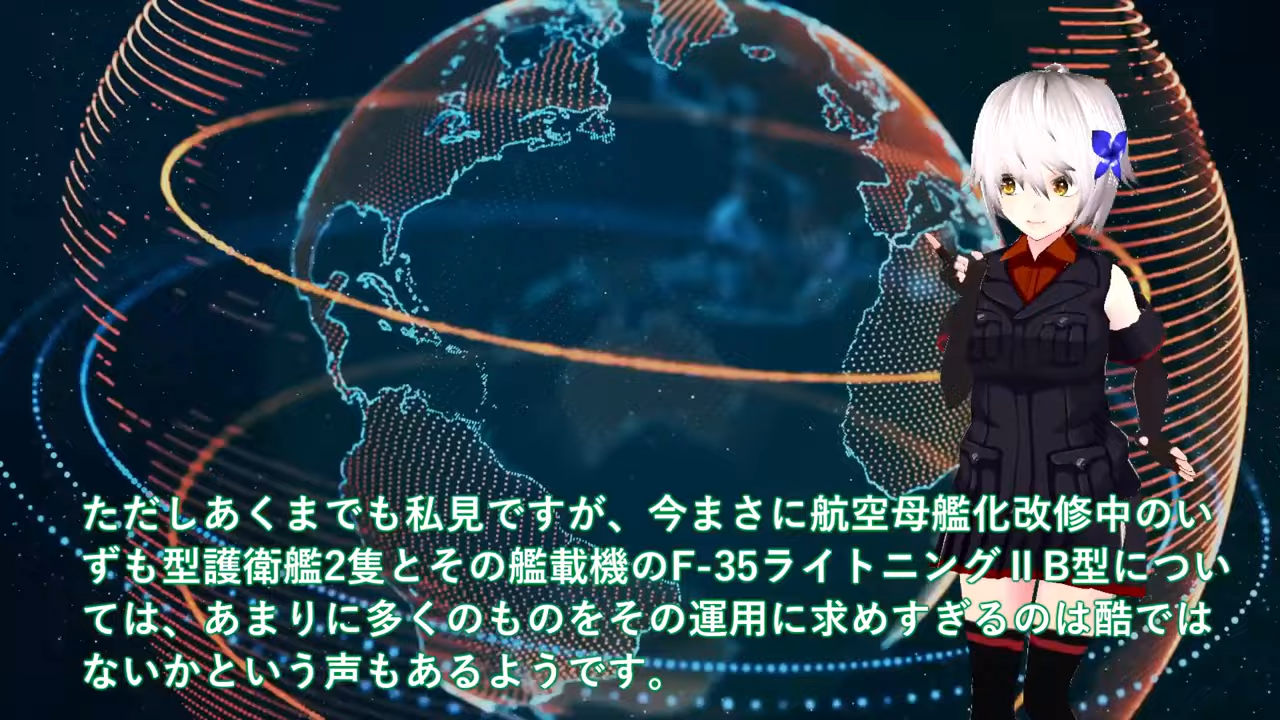 ただしあくまでも私見ですが、今まさに航空母艦化改修中のい
ずも型護衛艦2隻とその艦載機のF-35ライトニングⅡB型につい
ては、あまりに多くのものをその運用に求めすぎるのは酷では
ないかという声もあるようです。